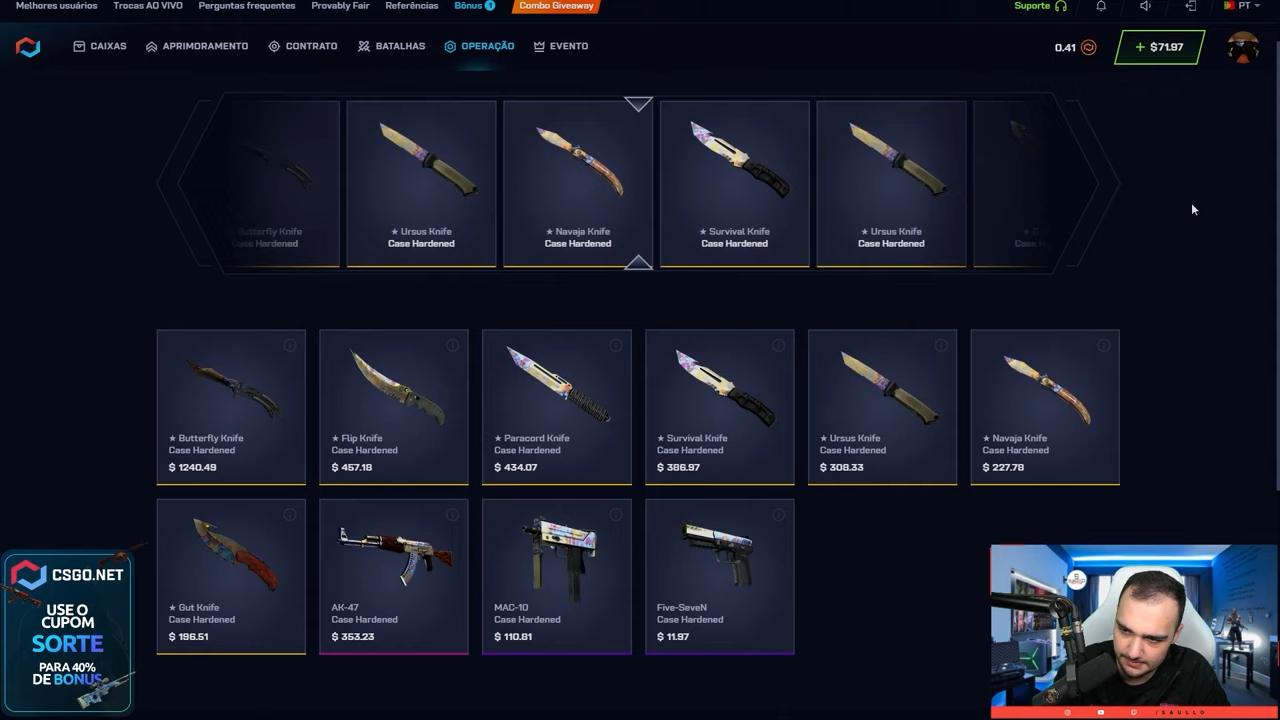 Melhores usuários Trocas AO VIVO Perguntas frequentes Provably Fair Referências Bônus 1 Combo Giveaway Suporte PT
CAIXAS APRIMORAMENTO CONTRATO BATALHAS OPERAÇÃO EVENTO 0.41 + $71.97
Butterfly Knife
Case Hardened
★ Ursus Knife
Case Hardened
★ Navaja Knife
Case Hardened
★ Survival Knife
Case Hardened
★ Ursus Knife
Case Hardened
★ Butterfly Knife
Case Hardened
$ 1240.49
★ Flip Knife
Case Hardened
$ 457.18
★ Paracord Knife
Case Hardened
$ 434.07
★ Survival Knife
Case Hardened
$ 386.97
★ Ursus Knife
Case Hardened
$ 308.33
★ Navaja Knife
Case Hardened
$ 227.78
★ Gut Knife
Case Hardened
$ 196.51
AK-47
Case Hardened
$ 353.23
MAC-10
Case Hardened
$ 110.81
Five-SeveN
Case Hardened
$ 11.97
CSGO.NET
USE O
CUPOM
SORTE
PARA 40%
DE BONUS
/SAULLO